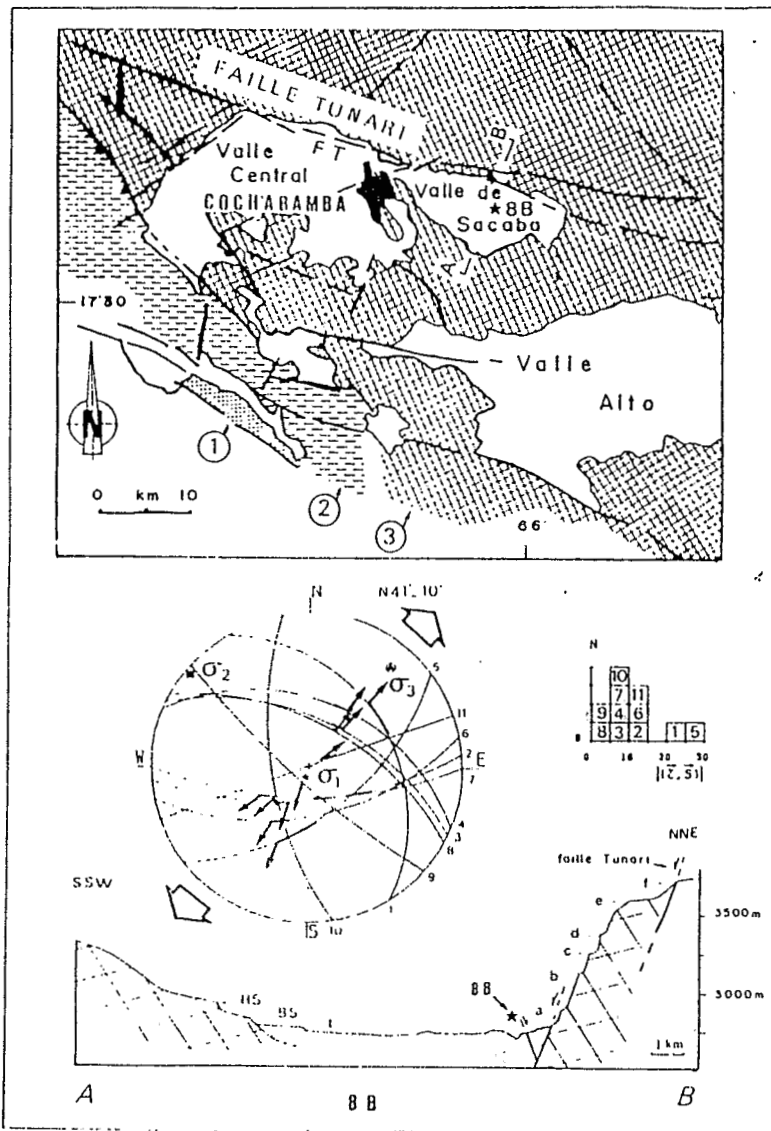 FAILLE TUNARI
FT
Valle
Central
COCHARAMBA
Valle de
★8B
Sacaba
B
A
17°30
Valle
Alto
N
0 km 10
1
2
3
66°
N
N41°-10°
σ2
σ3
σ1
W
E
S
5
11
6
2
7
4
3
8
9
1
10
SSW
N
10
7 11
9 4 6
8 3 2 1 5
0 30
NNE
faille Tunari
f
e
d
c
b
a
3500m
3000m
8B
BS
t
1 km
A
8 B
B